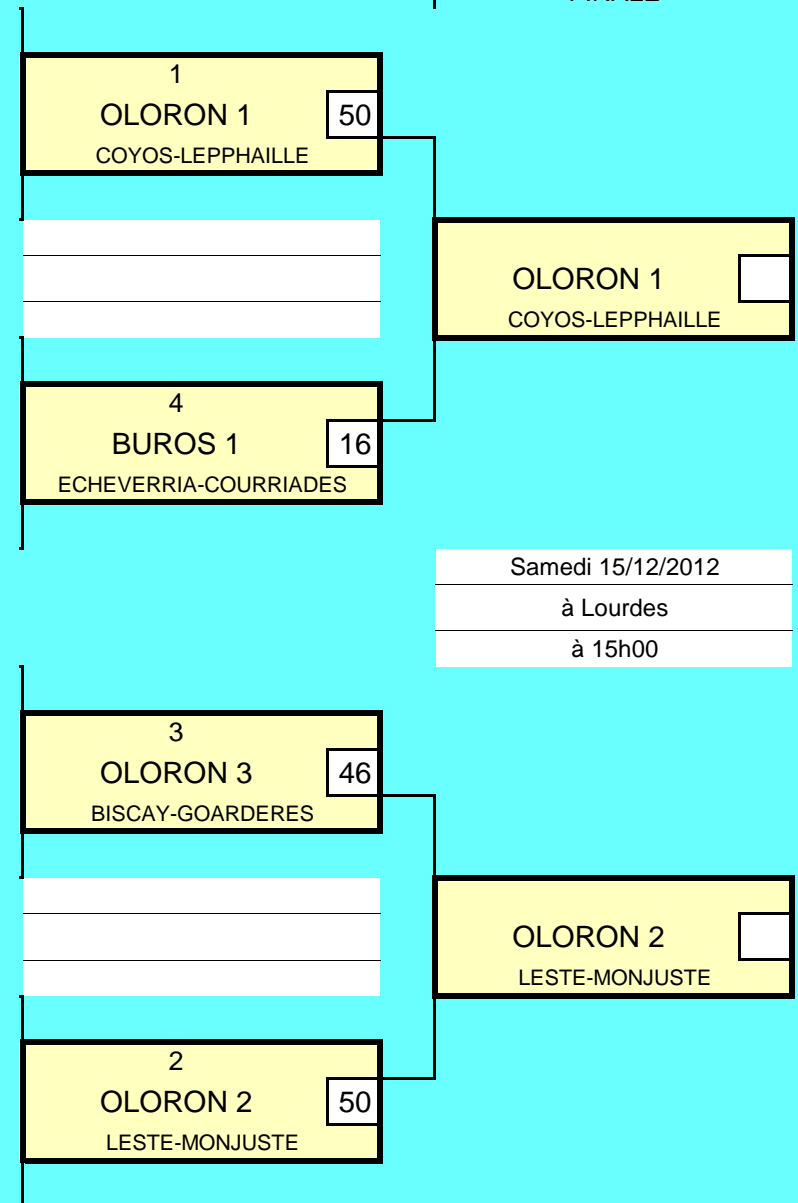 1
OLORON 1
50
COYOS-LEPPHAILLE
OLORON 1
COYOS-LEPPHAILLE
4
BUROS 1
16
ECHEVERRIA-COURRIADES
Samedi 15/12/2012
à Lourdes
à 15h00
3
OLORON 3
46
BISCAY-GOARDERES
OLORON 2
LESTE-MONJUSTE
2
OLORON 2
50
LESTE-MONJUSTE